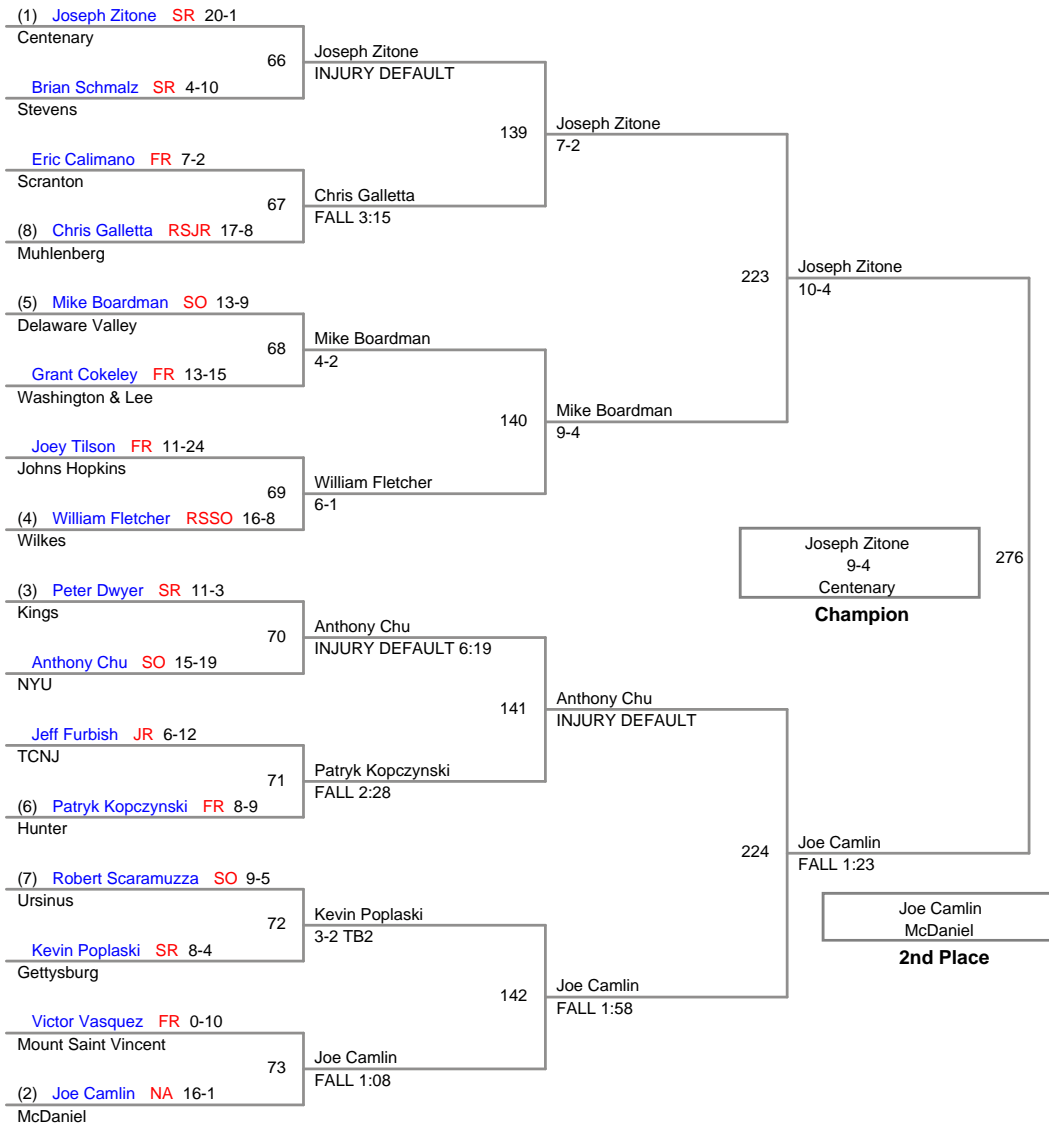 (1) Joseph Zitone SR 20-1
Centenary
66
Brian Schmalz SR 4-10
Stevens
Eric Calimano FR 7-2
Scranton
67
(8) Chris Galletta RSJR 17-8
Muhlenberg
(5) Mike Boardman SO 13-9
Delaware Valley
68
Grant Cokeley FR 13-15
Washington & Lee
Joey Tilson FR 11-24
Johns Hopkins
69
(4) William Fletcher RSSO 16-8
Wilkes
(3) Peter Dwyer SR 11-3
Kings
70
Anthony Chu SO 15-19
NYU
Jeff Furbish JR 6-12
TCNJ
71
(6) Patryk Kopczynski FR 8-9
Hunter
(7) Robert Scaramuzza SO 9-5
Ursinus
72
Kevin Poplaski SR 8-4
Gettysburg
Victor Vasquez FR 0-10
Mount Saint Vincent
73
(2) Joe Camlin NA 16-1
McDaniel
Joseph Zitone
INJURY DEFAULT
139
Chris Galletta
FALL 3:15
Mike Boardman
4-2
140
William Fletcher
6-1
Anthony Chu
INJURY DEFAULT 6:19
141
Patryk Kopczynski
FALL 2:28
Kevin Poplaski
3-2 TB2
142
Joe Camlin
FALL 1:08
Joseph Zitone
7-2
223
Mike Boardman
9-4
Anthony Chu
INJURY DEFAULT
224
Joe Camlin
FALL 1:58
Joseph Zitone
10-4
276
Joe Camlin
FALL 1:23
Joseph Zitone
9-4
Centenary
Champion
Joe Camlin
McDaniel
2nd Place